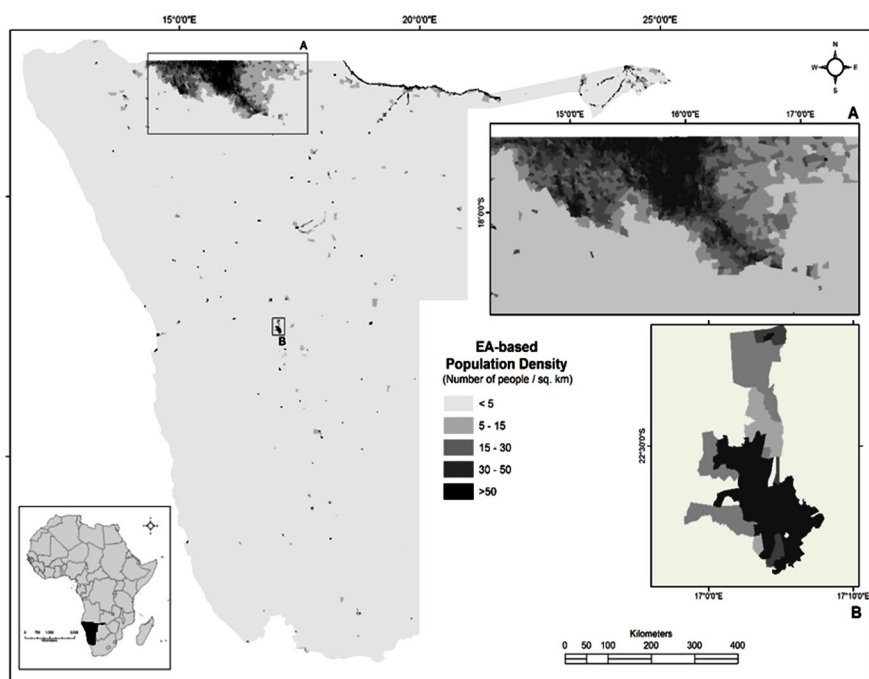 15°0'0"E 20°0'0"E 25°0'0"E
A
N
W E
S
A
15°0'0"E 16°0'0"E 17°0'0"E
18°0'0"S
B
EA-based
Population Density
(Number of people / sq. km)
< 5
5 - 15
15 - 30
30 - 50
>50
22°30'0"S
17°0'0"E 17°10'0"E
B
Kilometers
0 50 100 200 300 400